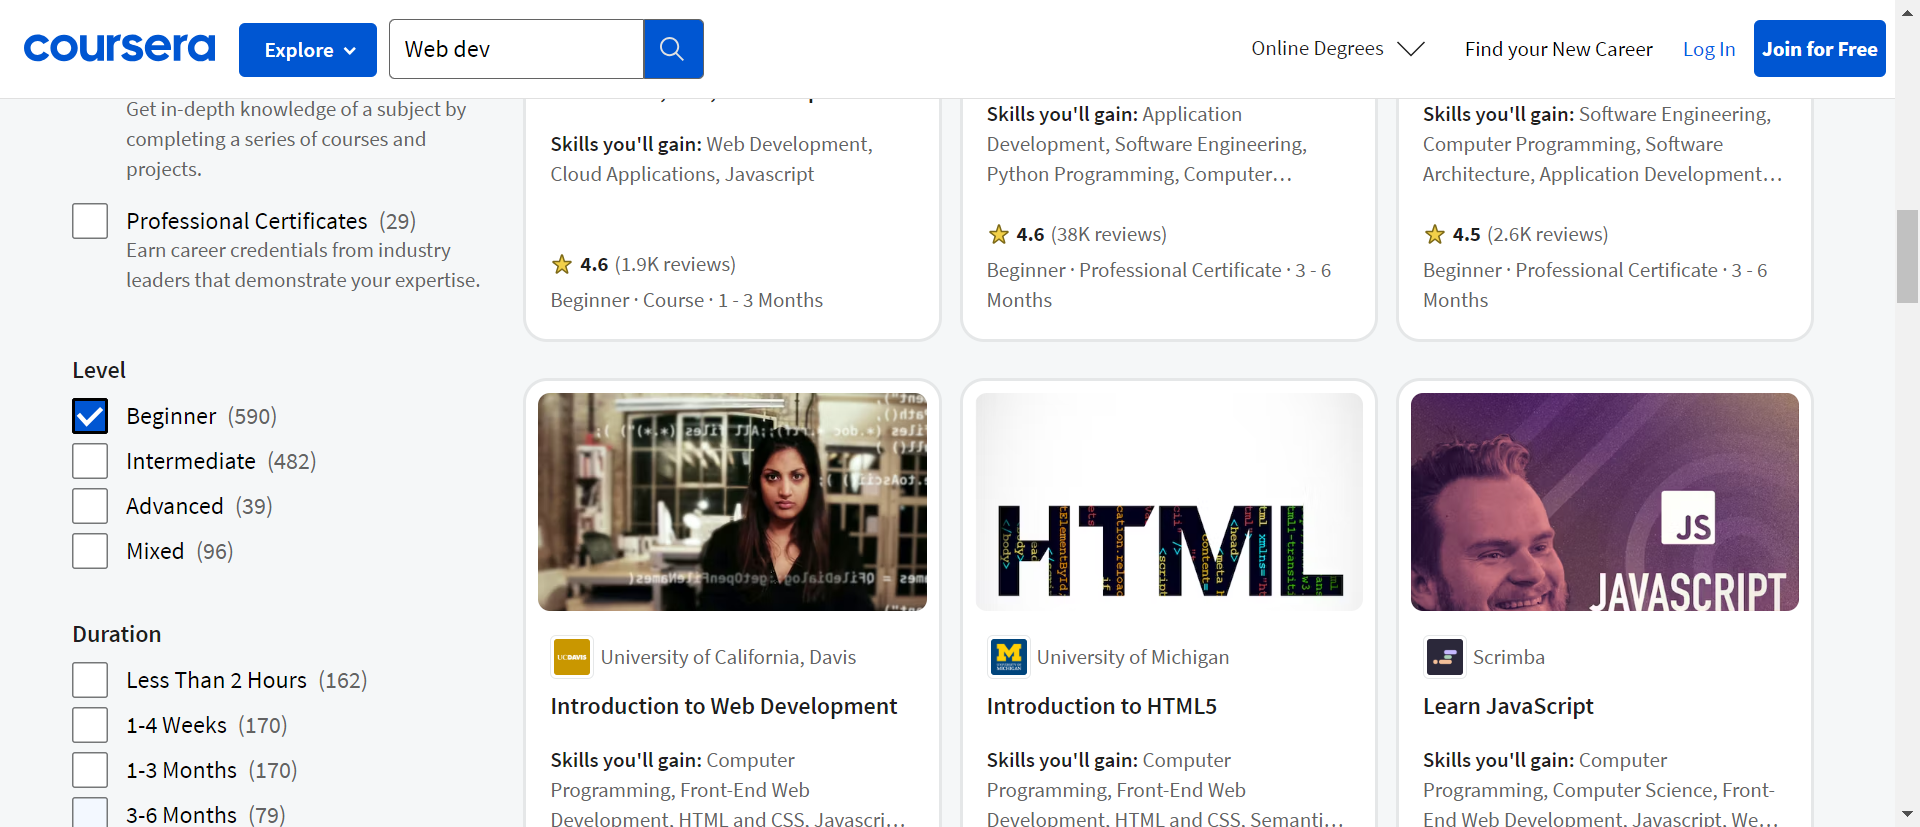 coursera
Explore
Web dev
Online Degrees
Find your New Career
Log In
Join for Free
Get in-depth knowledge of a subject by
completing a series of courses and
projects.
Professional Certificates (29)
Earn career credentials from industry
leaders that demonstrate your expertise.
Level
Beginner (590)
Intermediate (482)
Advanced (39)
Mixed (96)
Duration
Less Than 2 Hours (162)
1-4 Weeks (170)
1-3 Months (170)
3-6 Months (79)
Skills you'll gain: Web Development,
Cloud Applications, Javascript
4.6 (1.9K reviews)
Beginner · Course · 1 - 3 Months
Skills you'll gain: Application
Development, Software Engineering,
Python Programming, Computer…
4.6 (38K reviews)
Beginner · Professional Certificate · 3 - 6
Months
Skills you'll gain: Software Engineering,
Computer Programming, Software
Architecture, Application Development…
4.5 (2.6K reviews)
Beginner · Professional Certificate · 3 - 6
Months
UCDAVIS
University of California, Davis
Introduction to Web Development
Skills you'll gain: Computer
Programming, Front-End Web
Development, HTML and CSS, Javascri…
HTML
M
UNIVERSITY OF
MICHIGAN
University of Michigan
Introduction to HTML5
Skills you'll gain: Computer
Programming, Front-End Web
Development, HTML and CSS, Semanti…
JS
JAVASCRIPT
Scrimba
Learn JavaScript
Skills you'll gain: Computer
Programming, Computer Science, Front-
End Web Development, Javascript, We…